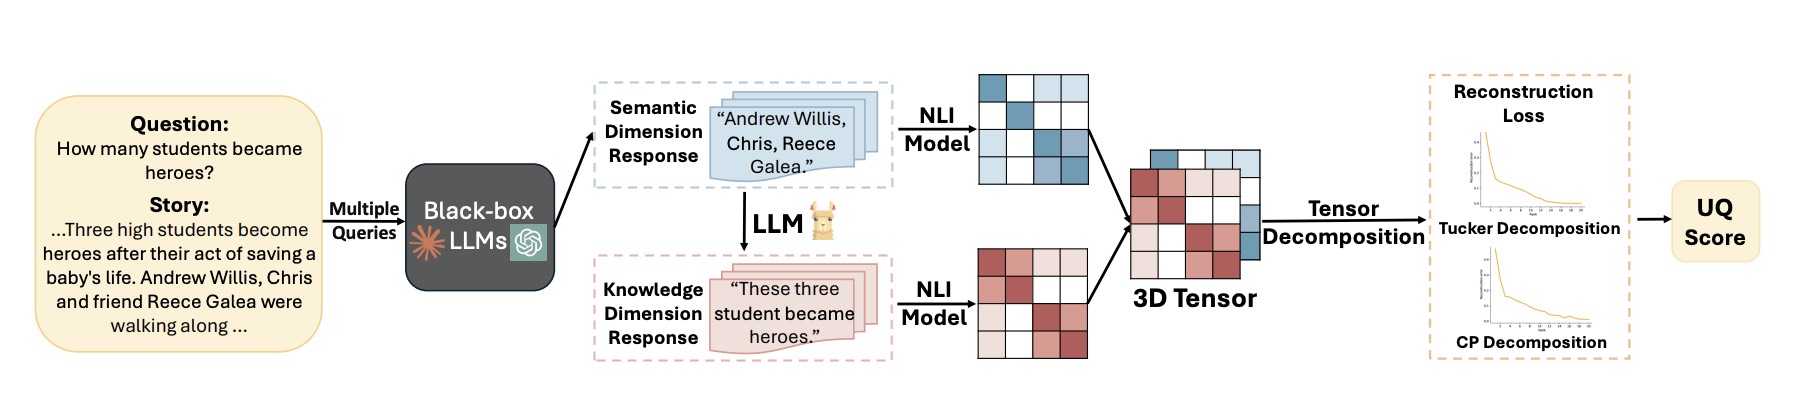 Question:
How many students became
heroes?
Story:
...Three high students become
heroes after their act of saving a
baby's life. Andrew Willis, Chris
and friend Reece Galea were
walking along ...
Multiple
Queries
Black-box
LLMs
Semantic
Dimension
Response
“Andrew Willis,
Chris, Reece
Galea.”
LLM
Knowledge
Dimension
Response
“These three
student became
heroes.”
NLI
Model
NLI
Model
3D Tensor
Tensor
Decomposition
Reconstruction
Loss
Tucker Decomposition
CP Decomposition
UQ
Score